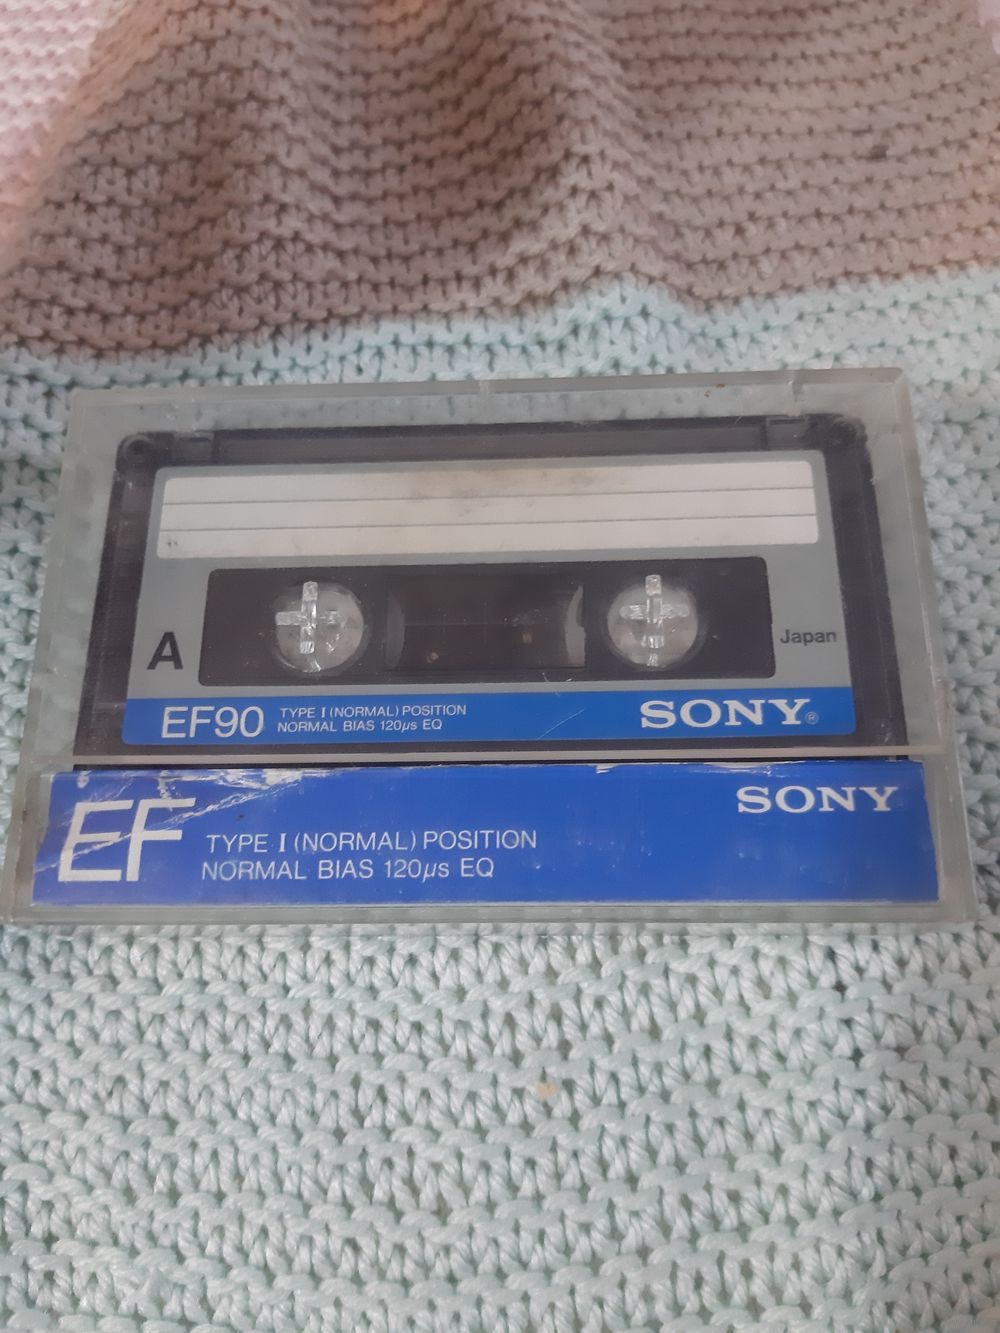 A
Japan
EF90 TYPE I (NORMAL) POSITION
NORMAL BIAS 120µs EQ
SONY®
EF
SONY
TYPE I (NORMAL) POSITION
NORMAL BIAS 120µs EQ